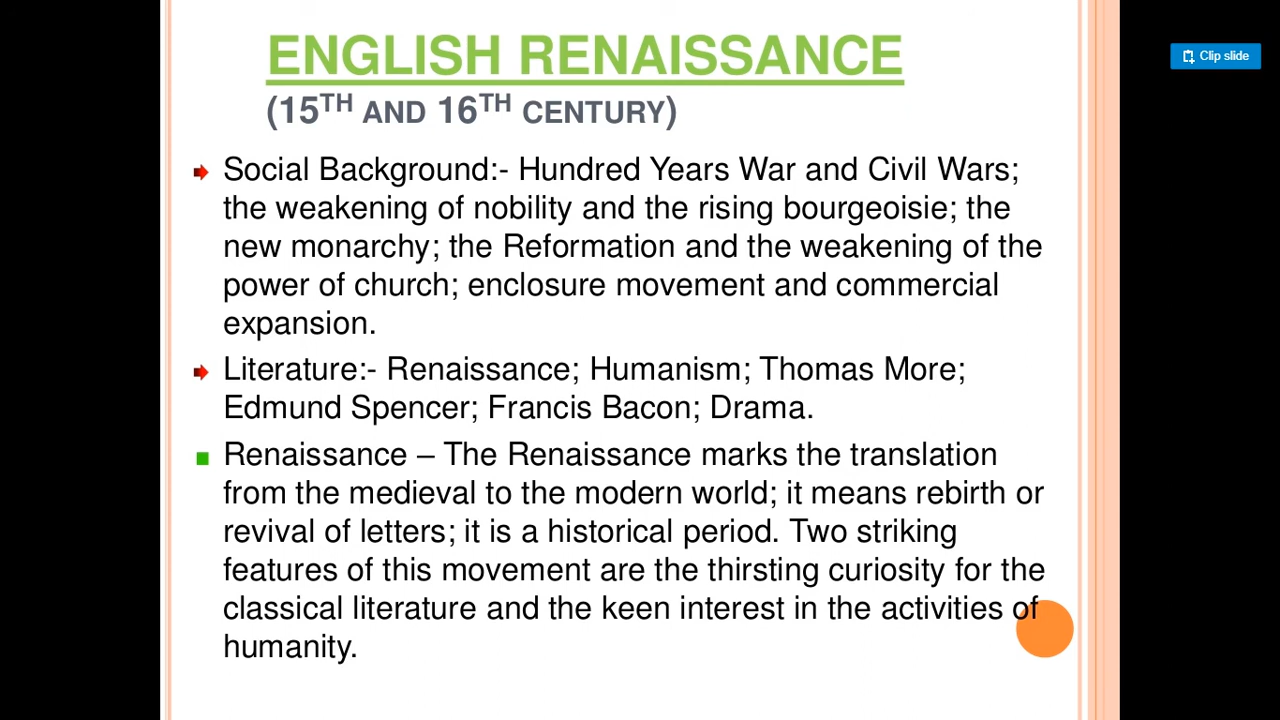 ENGLISH RENAISSANCE
(15TH AND 16TH CENTURY)
Clip slide
Social Background:- Hundred Years War and Civil Wars;
the weakening of nobility and the rising bourgeoisie; the
new monarchy; the Reformation and the weakening of the
power of church; enclosure movement and commercial
expansion.
Literature:- Renaissance; Humanism; Thomas More;
Edmund Spencer; Francis Bacon; Drama.
Renaissance – The Renaissance marks the translation
from the medieval to the modern world; it means rebirth or
revival of letters; it is a historical period. Two striking
features of this movement are the thirsting curiosity for the
classical literature and the keen interest in the activities of
humanity.